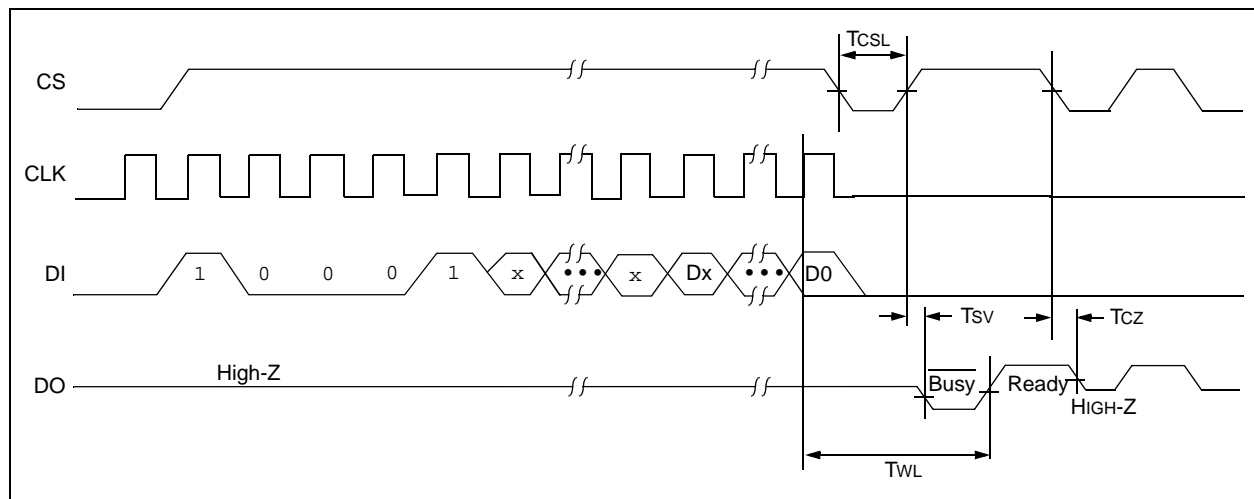 TCSL
CS
CLK
DI 1 0 0 0 1 x ••• x Dx ••• D0
TSV TCZ
DO High-Z Busy Ready HIGH-Z
TWL